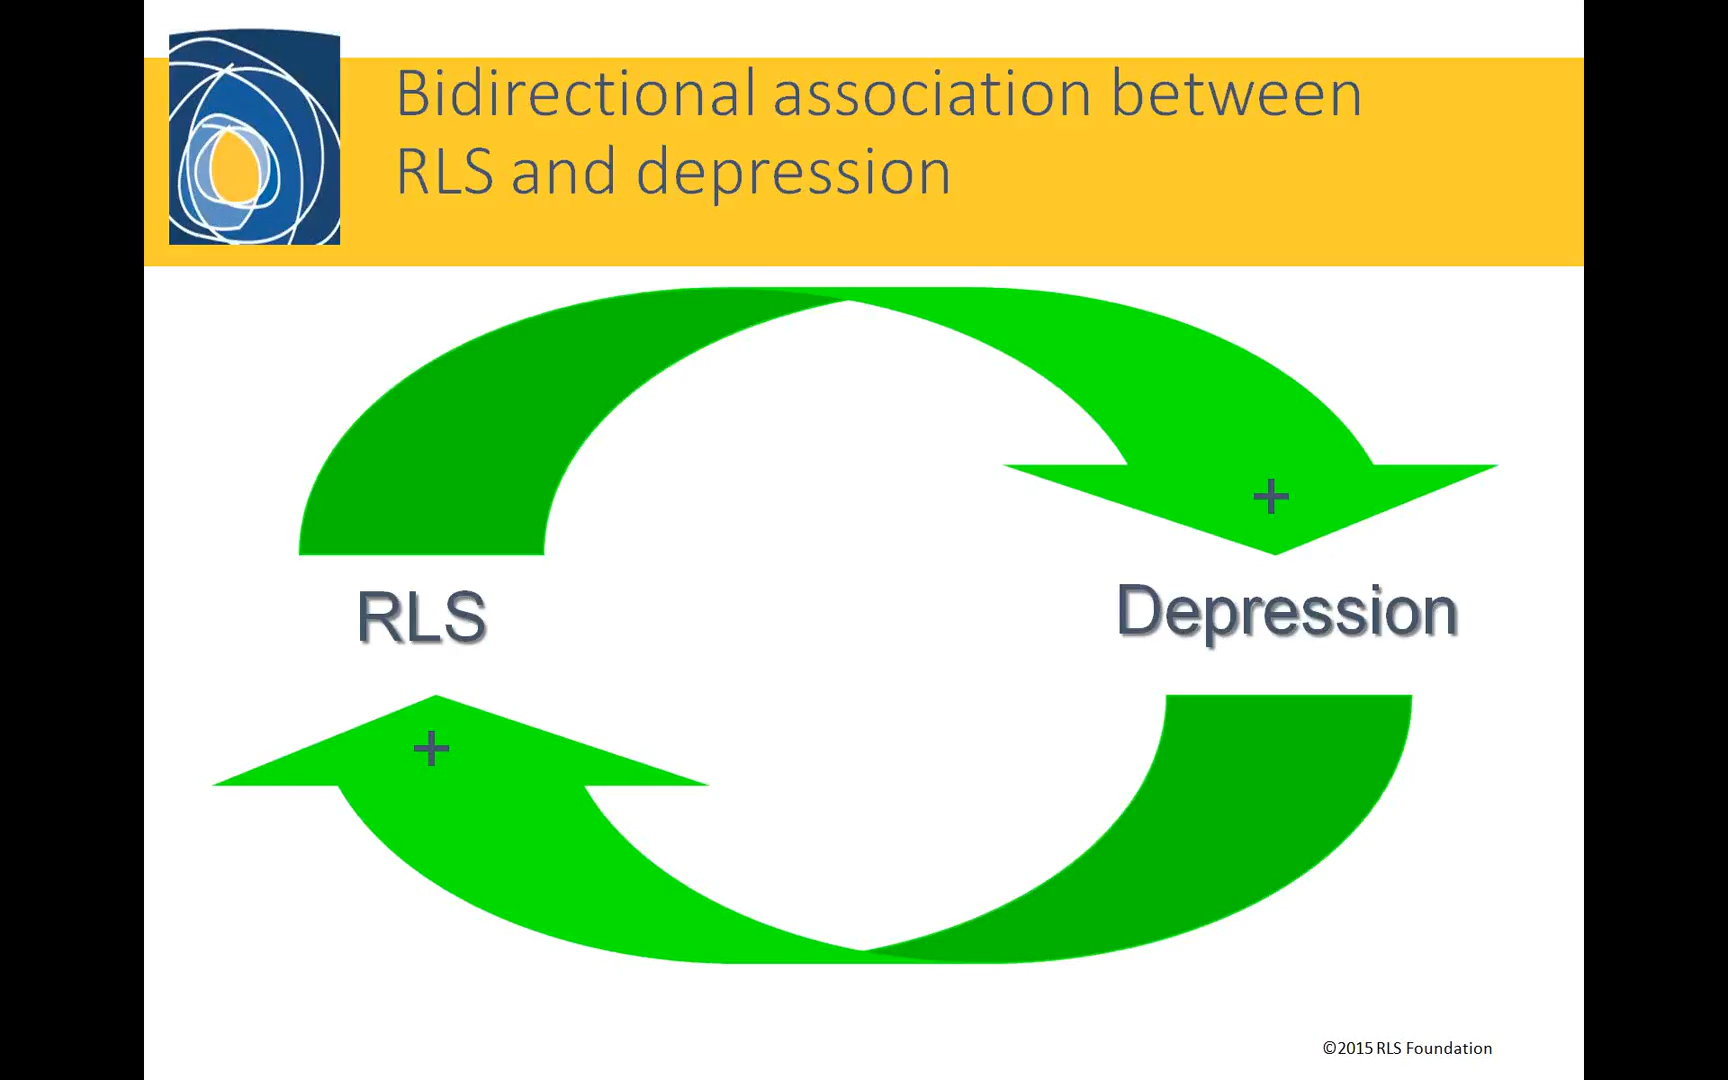 Bidirectional association between
RLS and depression
+
RLS
Depression
+
©2015 RLS Foundation